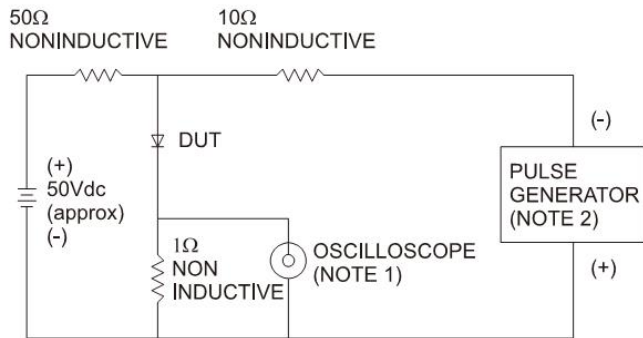 50Ω
NONINDUCTIVE
10Ω
NONINDUCTIVE
DUT
(+)
50Vdc
(approx)
(-)
1Ω
NON
INDUCTIVE
OSCILLOSCOPE
(NOTE 1)
(-)
PULSE
GENERATOR
(NOTE 2)
(+)